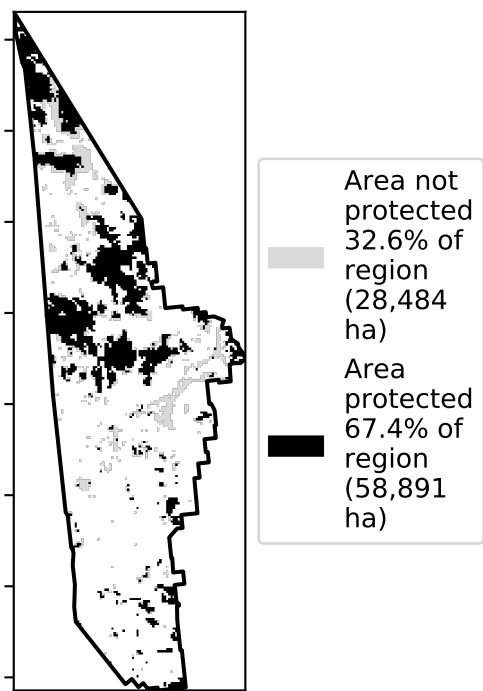 Area not
protected
32.6% of
region
(28,484
ha)
Area
protected
67.4% of
region
(58,891
ha)